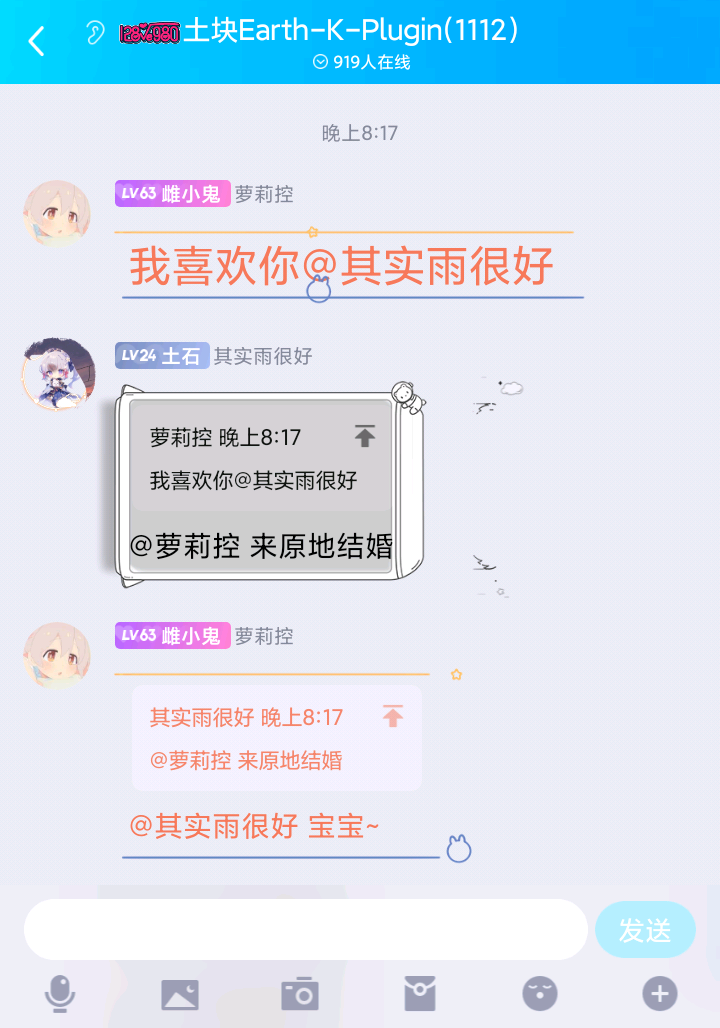 土块Earth-K-Plugin(1112)
919人在线
晚上8:17
LV63 雌小鬼 萝莉控
我喜欢你@其实雨很好
LV24 土石 其实雨很好
萝莉控 晚上8:17
我喜欢你@其实雨很好
@萝莉控 来原地结婚
LV63 雌小鬼 萝莉控
其实雨很好 晚上8:17
@萝莉控 来原地结婚
@其实雨很好 宝宝~
发送